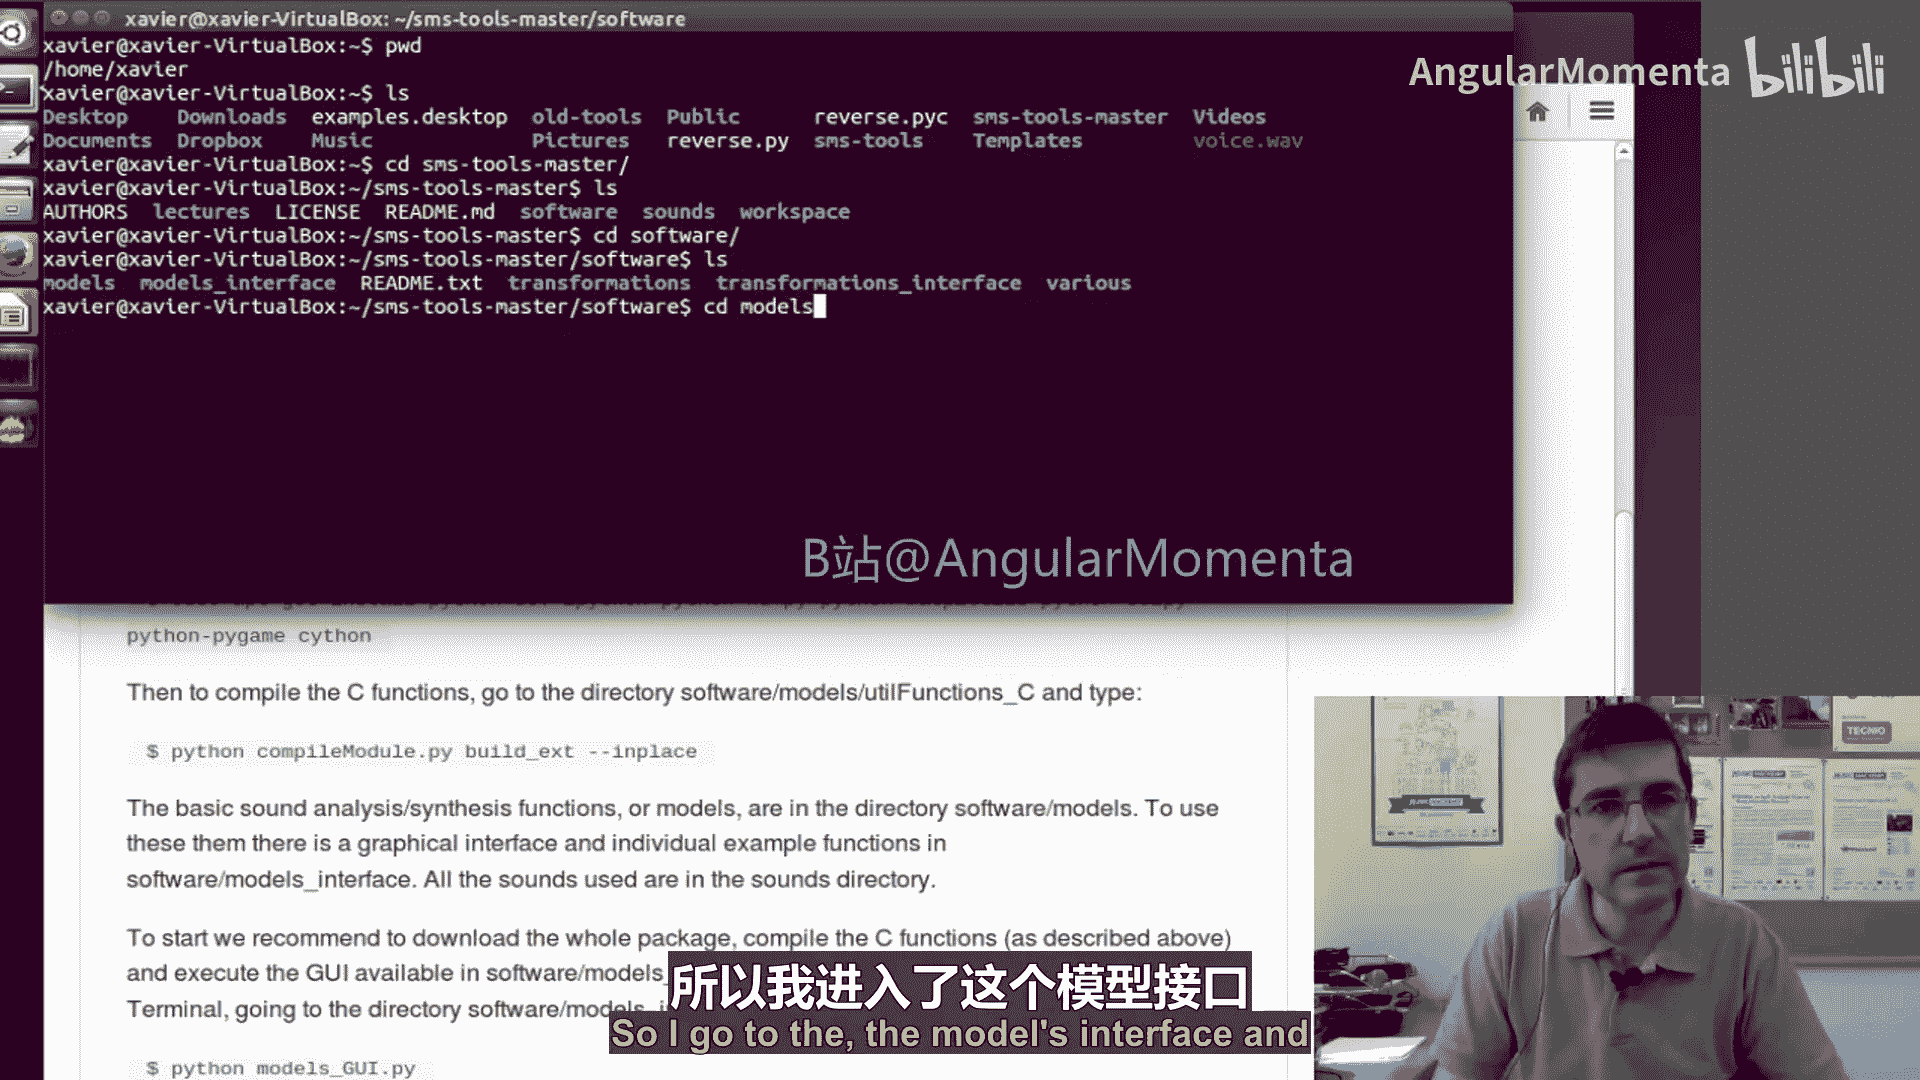 xavier@xavier-VirtualBox: ~/sms-tools-master/software
xavier@xavier-VirtualBox:~$ pwd
/home/xavier
xavier@xavier-VirtualBox:~$ ls
Desktop Downloads examples.desktop old-tools Public reverse.pyc sms-tools-master Videos
Documents Dropbox Music Pictures reverse.py sms-tools Templates voice.wav
xavier@xavier-VirtualBox:~$ cd sms-tools-master/
xavier@xavier-VirtualBox:~/sms-tools-master$ ls
AUTHORS lectures LICENSE README.md software sounds workspace
xavier@xavier-VirtualBox:~/sms-tools-master$ cd software/
xavier@xavier-VirtualBox:~/sms-tools-master/software$ ls
models models_interface README.txt transformations transformations_interface various
xavier@xavier-VirtualBox:~/sms-tools-master/software$ cd models
AngularMomenta bilibili
B站@AngularMomenta
python-pygame cython
Then to compile the C functions, go to the directory software/models/utilFunctions_C and type:
$ python compileModule.py build_ext --inplace
The basic sound analysis/synthesis functions, or models, are in the directory software/models. To use
these them there is a graphical interface and individual example functions in
software/models_interface. All the sounds used are in the sounds directory.
To start we recommend to download the whole package, compile the C functions (as described above)
and execute the GUI available in software/models_
Terminal, going to the directory software/models_i
$ python models_GUI.py
TECNIO
所以我进入了这个模型接口
So I go to the, the model's interface and